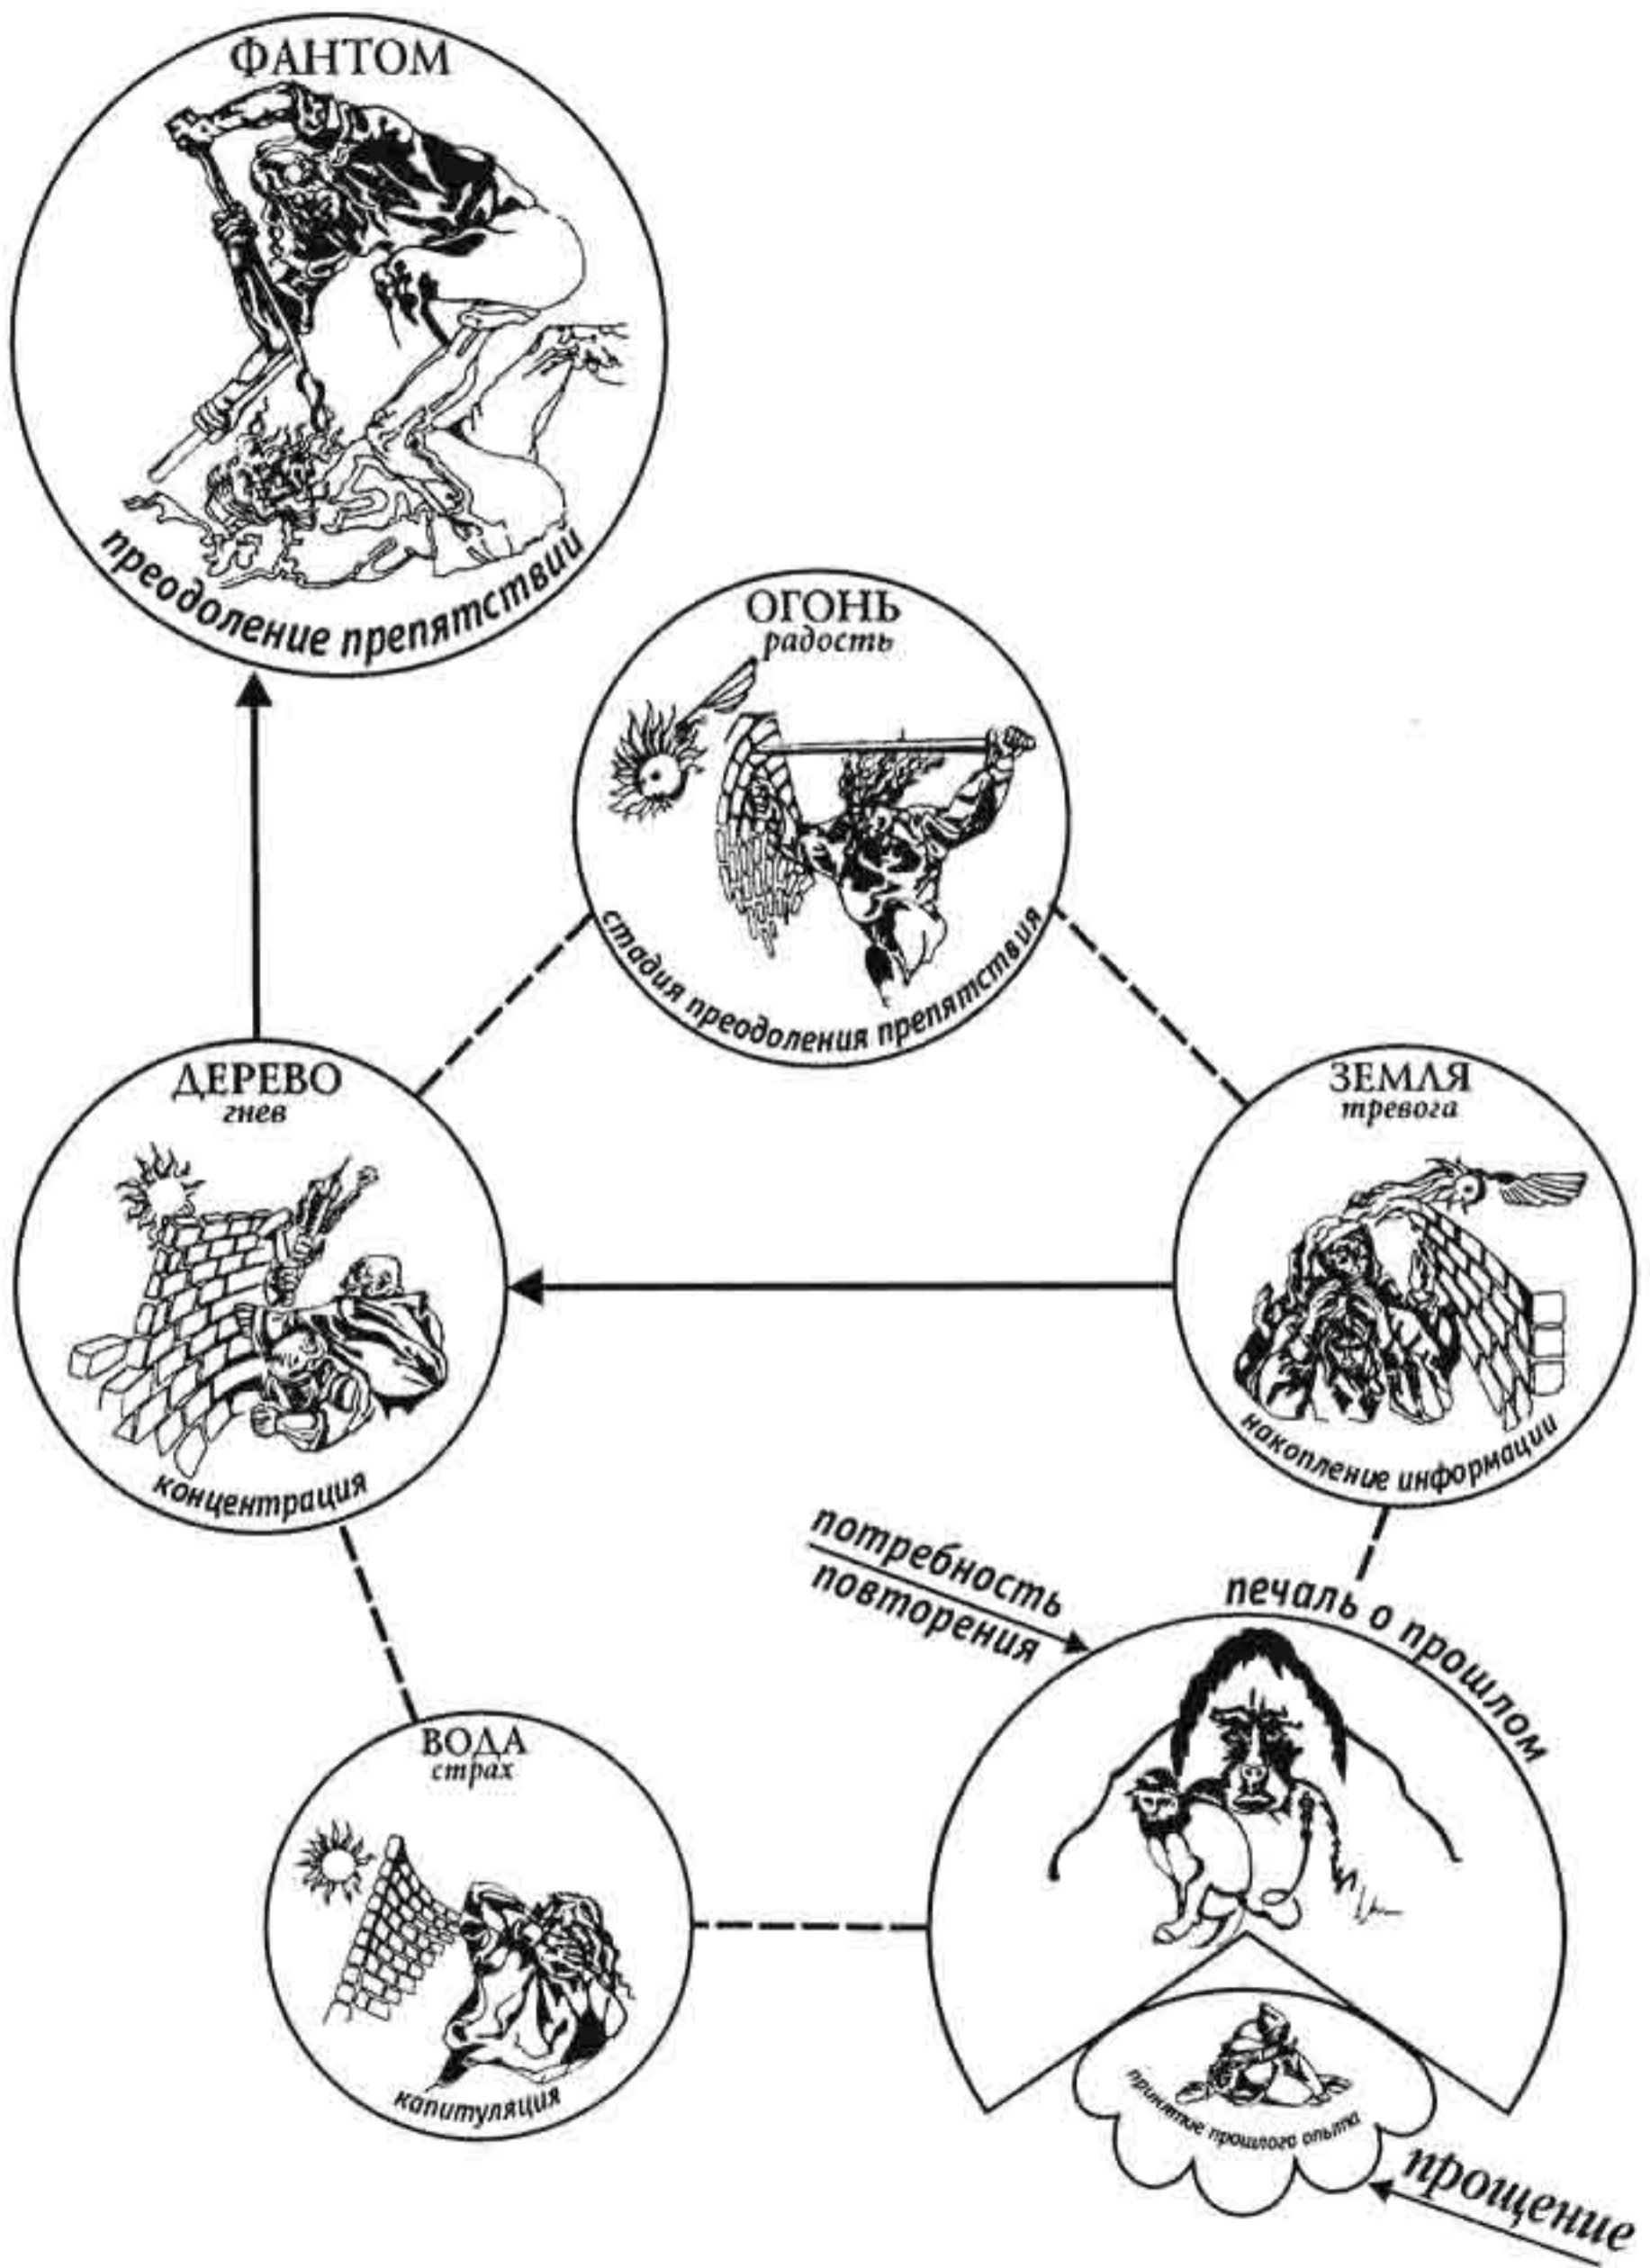 ФАНТОМ
преодоление препятствии
ОГОНЬ
радость
стадия преодоления препятствия
ДЕРЕВО
гнев
концентрация
ЗЕМЛЯ
тревога
накопление информации
потребность
повторения
печаль о прошлом
ВОДА
страх
капитуляция
принятие прошлого опыта
прощение